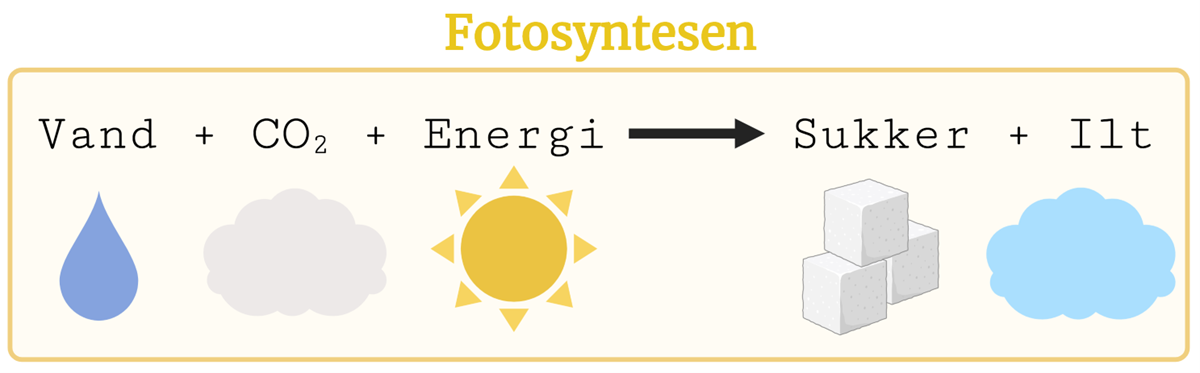 Fotosyntesen
Vand + CO₂ + Energi ⟶ Sukker + Ilt